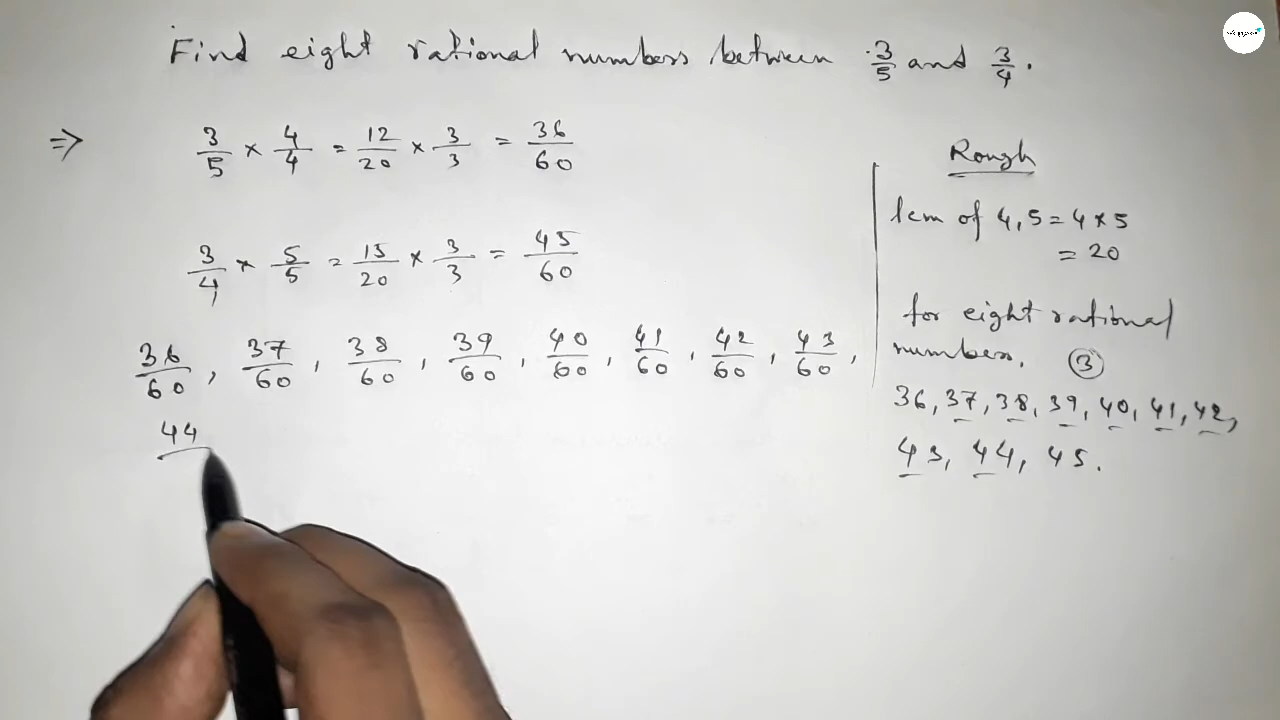 Find eight rational numbers between 3/5 and 3/4.
⇒ 3/5 × 4/4 = 12/20 × 3/3 = 36/60
3/4 × 5/5 = 15/20 × 3/3 = 45/60
36/60, 37/60, 38/60, 39/60, 40/60, 41/60, 42/60, 43/60,
44
Rough
lcm of 4,5 = 4×5
= 20
for eight rational
numbers. 3
36, 37, 38, 39, 40, 41, 42,
43, 44, 45.